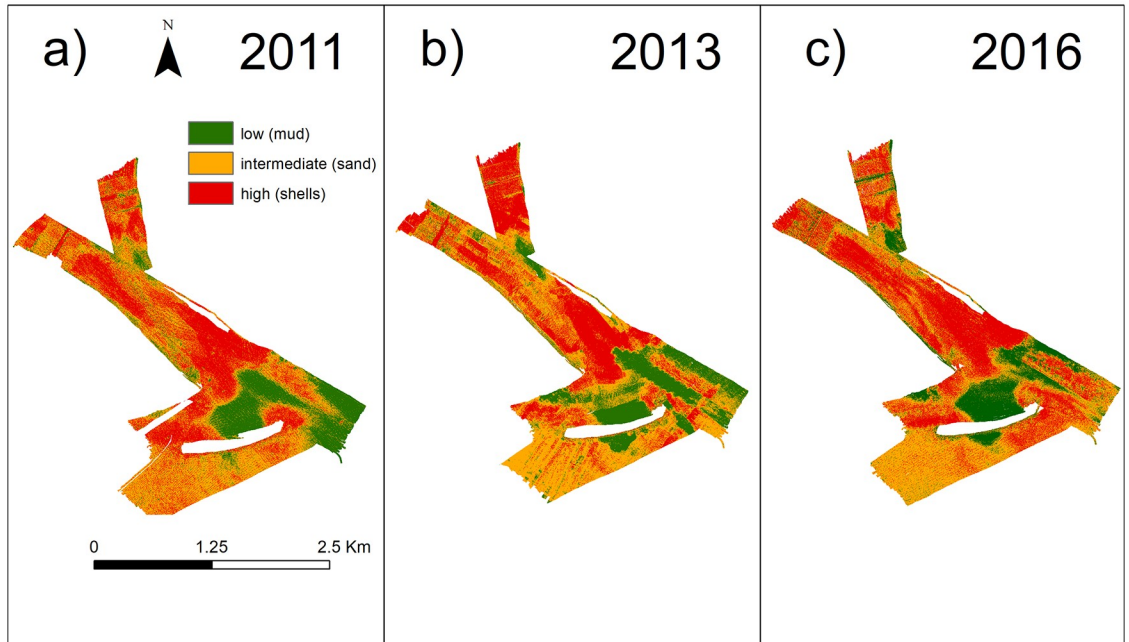 a)
N
2011
low (mud)
intermediate (sand)
high (shells)
0 1.25 2.5 Km
b)
2013
c)
2016